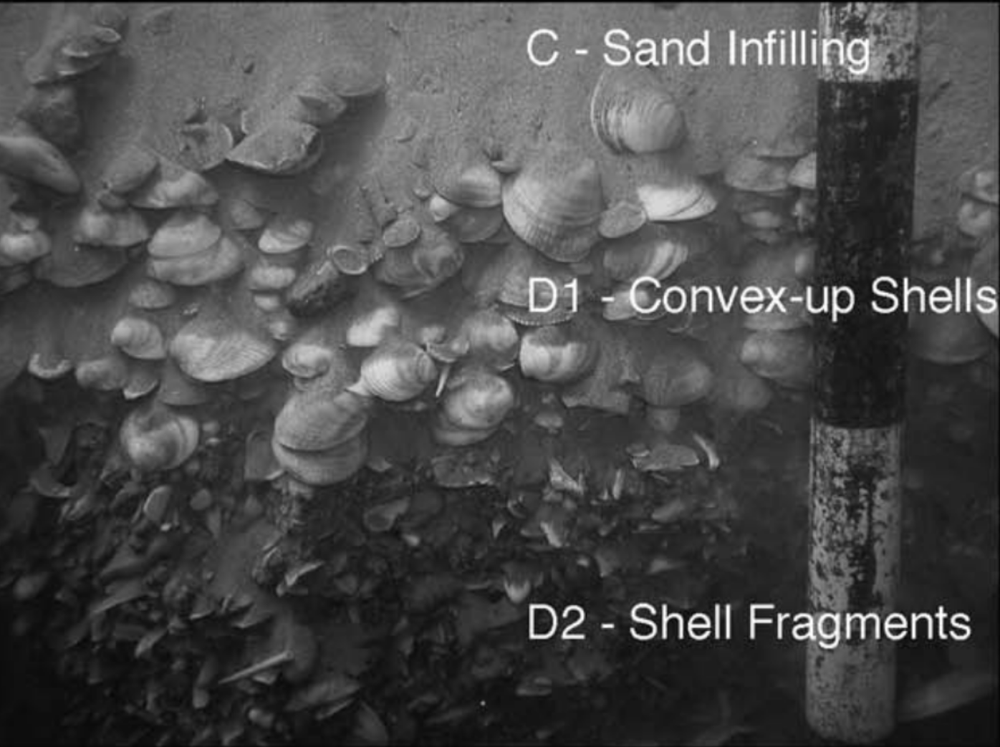 C - Sand Infilling
D1 - Convex-up Shells
D2 - Shell Fragments